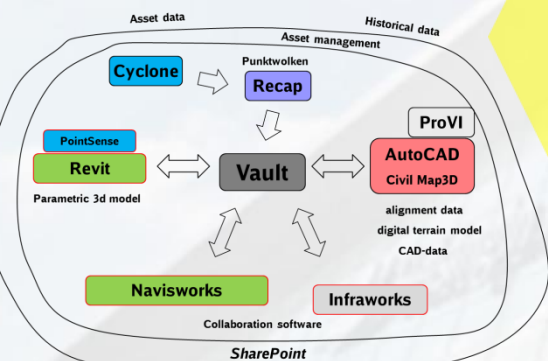 Asset data
Historical data
Asset management
Cyclone
Punktwolken
Recap
ProVI
PointSense
Revit
Vault
AutoCAD
Civil Map3D
Parametric 3d model
alignment data
digital terrain model
CAD-data
Navisworks
Infraworks
Collaboration software
SharePoint